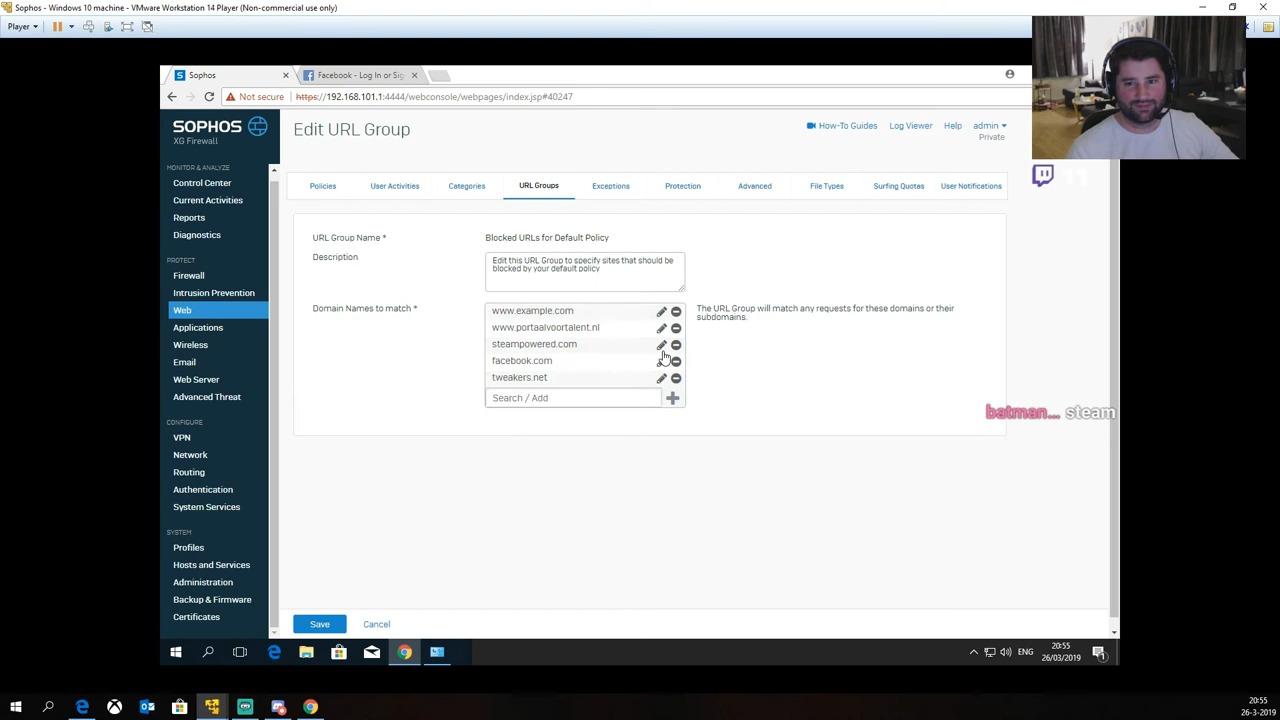 Sophos - Windows 10 machine - VMware Workstation 14 Player (Non-commercial use only)
Player
Sophos
Facebook - Log In or Sig
Not secure
https://192.168.101.1:4444/webconsole/webpages/index.jsp#40247
SOPHOS
XG Firewall
Edit URL Group
How-To Guides
Log Viewer
Help
admin
Private
MONITOR & ANALYZE
Control Center
Current Activities
Reports
Diagnostics
PROTECT
Firewall
Intrusion Prevention
Web
Applications
Wireless
Email
Web Server
Advanced Threat
CONFIGURE
VPN
Network
Routing
Authentication
System Services
SYSTEM
Profiles
Hosts and Services
Administration
Backup & Firmware
Certificates
Policies
User Activities
Categories
URL Groups
Exceptions
Protection
Advanced
File Types
Surfing Quotas
User Notifications
URL Group Name *
Blocked URLs for Default Policy
Description
Edit this URL Group to specify sites that should be
blocked by your default policy
Domain Names to match *
www.example.com
www.portaalvoortalent.nl
steampowered.com
facebook.com
tweakers.net
Search / Add
The URL Group will match any requests for these domains or their
subdomains.
batman... steam
Save
Cancel
ENG
20:55
26/03/2019
20:55
26-3-2019